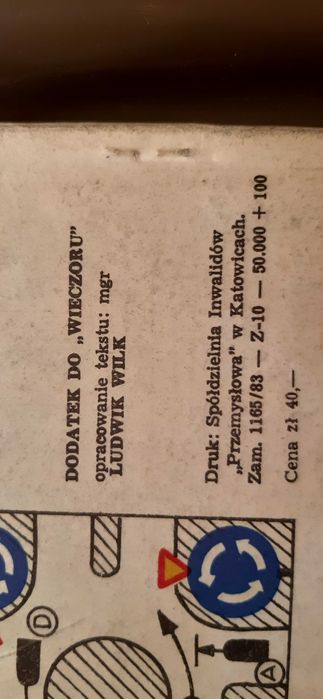 DODATEK DO „WIECZORU”
opracowanie tekstu: mgr
LUDWIK WILK
Druk: Spółdzielnia Inwalidów
„Przemysłowa” w Katowicach.
Zam. 1165/83 — Z-10 — 50.000 + 100
Cena zł 40,—
D
A